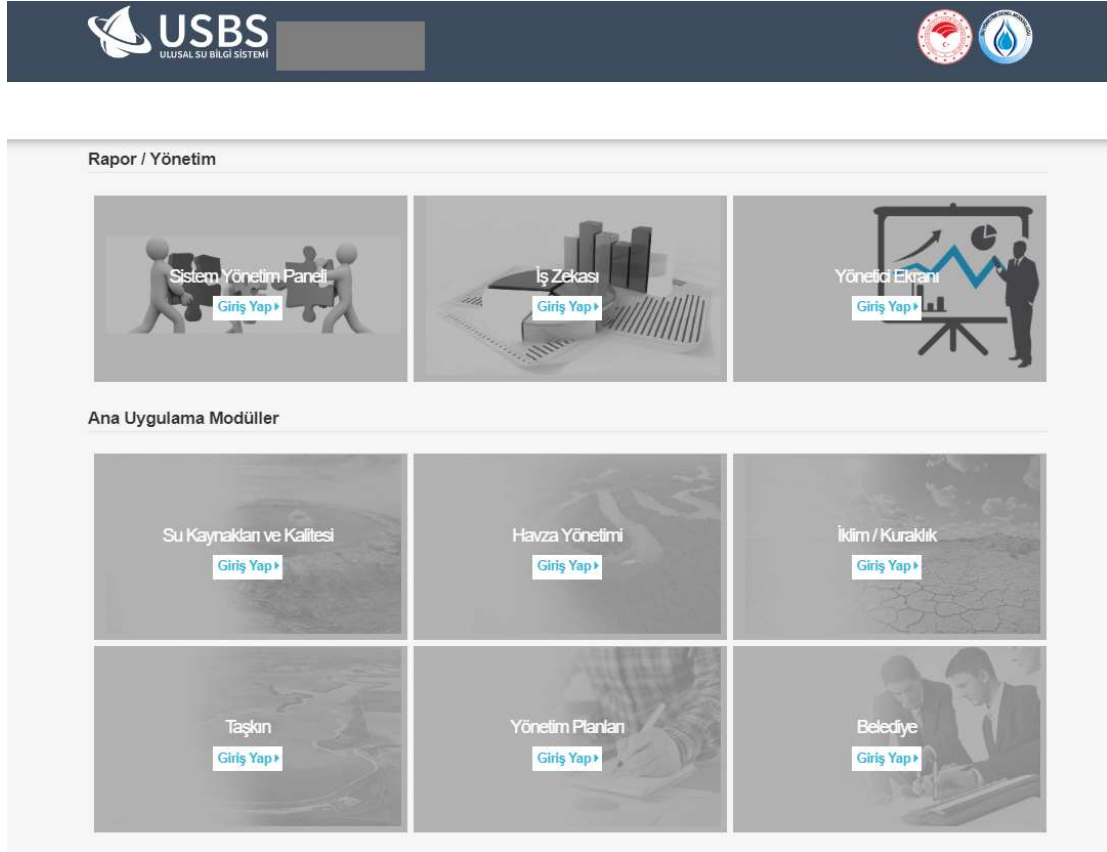 USBS
ULUSAL SU BİLGİ SİSTEMİ
Rapor / Yönetim
Sistem Yönetim Paneli
Giriş Yap
İş Zekası
Giriş Yap
Yönetici Ekranı
Giriş Yap
Ana Uygulama Modüller
Su Kaynakları ve Kalitesi
Giriş Yap
Havza Yönetimi
Giriş Yap
İklim / Kuraklık
Giriş Yap
Taşkın
Giriş Yap
Yönetim Planları
Giriş Yap
Belediye
Giriş Yap